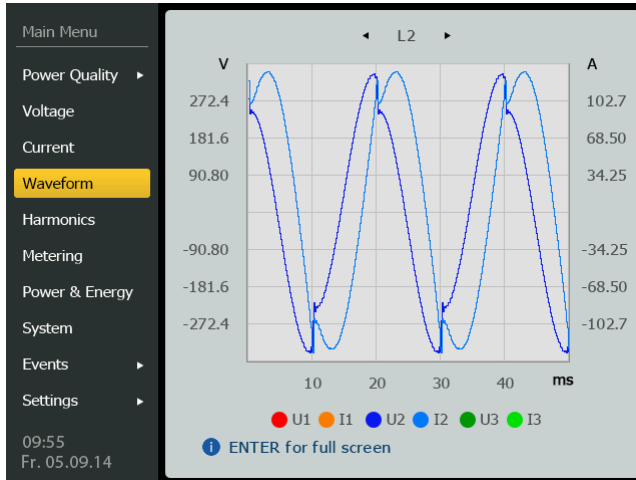 Main Menu
Power Quality
Voltage
Current
Waveform
Harmonics
Metering
Power & Energy
System
Events
Settings
09:55
Fr. 05.09.14
L2
V
A
272.4
181.6
90.80
-90.80
-181.6
-272.4
102.7
68.50
34.25
-34.25
-68.50
-102.7
10 20 30 40 ms
U1 I1 U2 I2 U3 I3
i ENTER for full screen